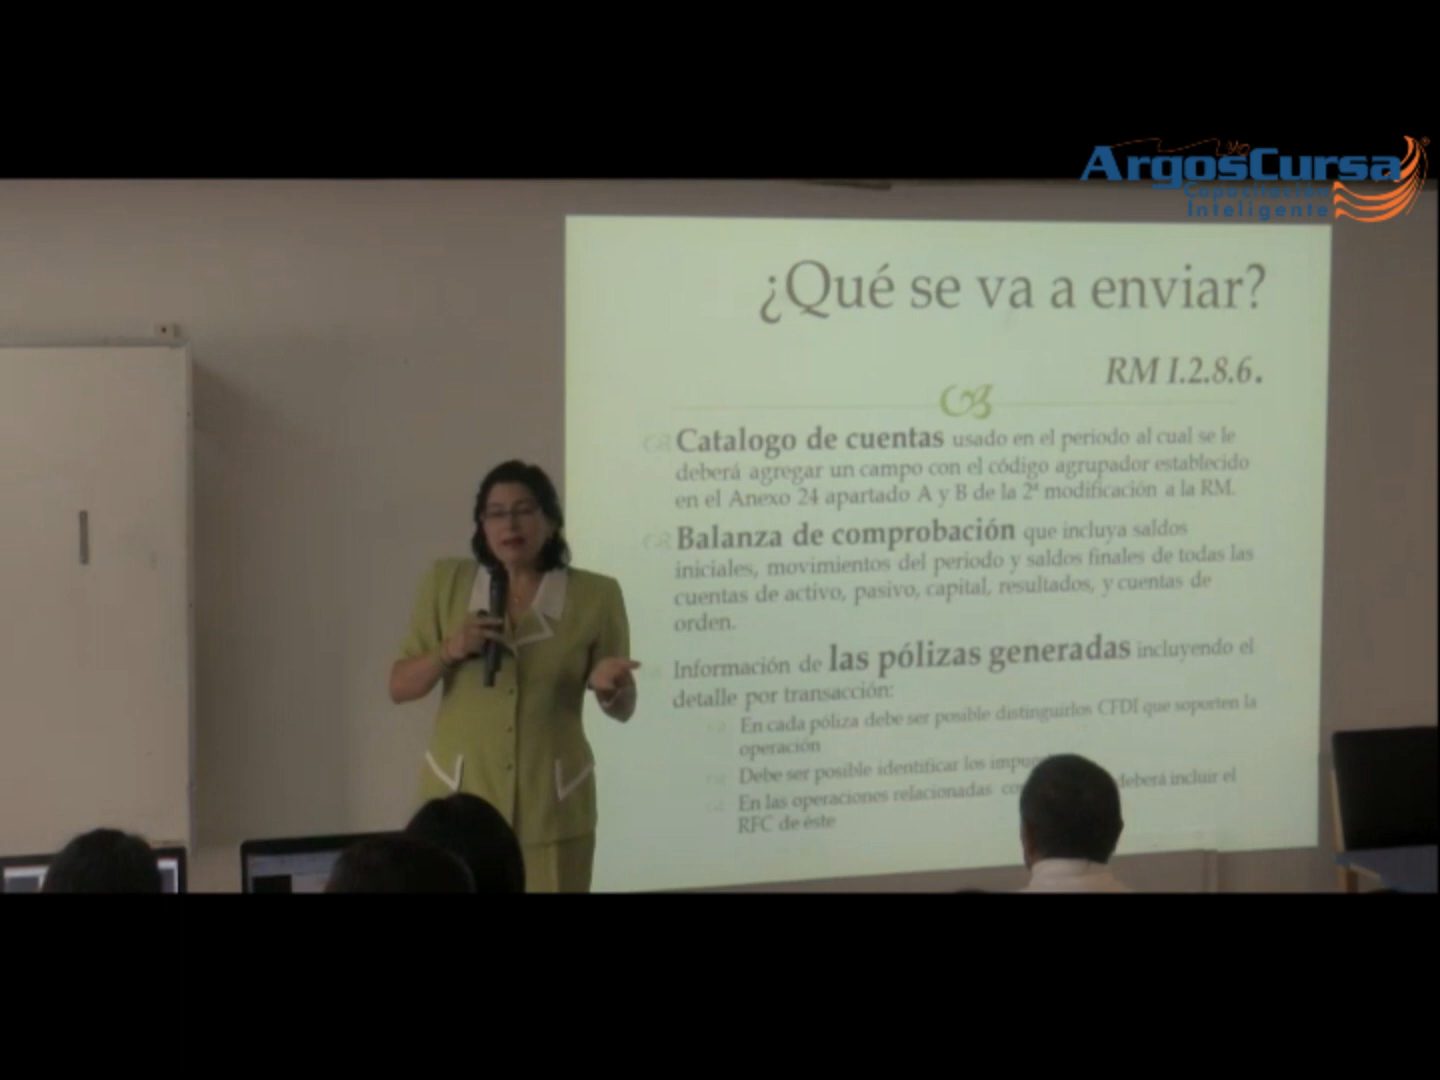 ArgosCursa
Capacitación
Inteligente
¿Qué se va a enviar?
RM I.2.8.6.
Catalogo de cuentas usado en el periodo al cual se le
deberá agregar un campo con el código agrupador establecido
en el Anexo 24 apartado A y B de la 2ª modificación a la RM.
Balanza de comprobación que incluya saldos
iniciales, movimientos del periodo y saldos finales de todas las
cuentas de activo, pasivo, capital, resultados, y cuentas de
orden.
Información de las pólizas generadas incluyendo el
detalle por transacción:
En cada póliza debe ser posible distinguirlos CFDI que soporten la
operación
Debe ser posible identificar los
En las operaciones relacionadas deberá incluir el
RFC de éste